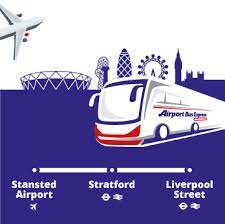 Airport Bus Express
Stansted
Airport
Stratford
Liverpool
Street